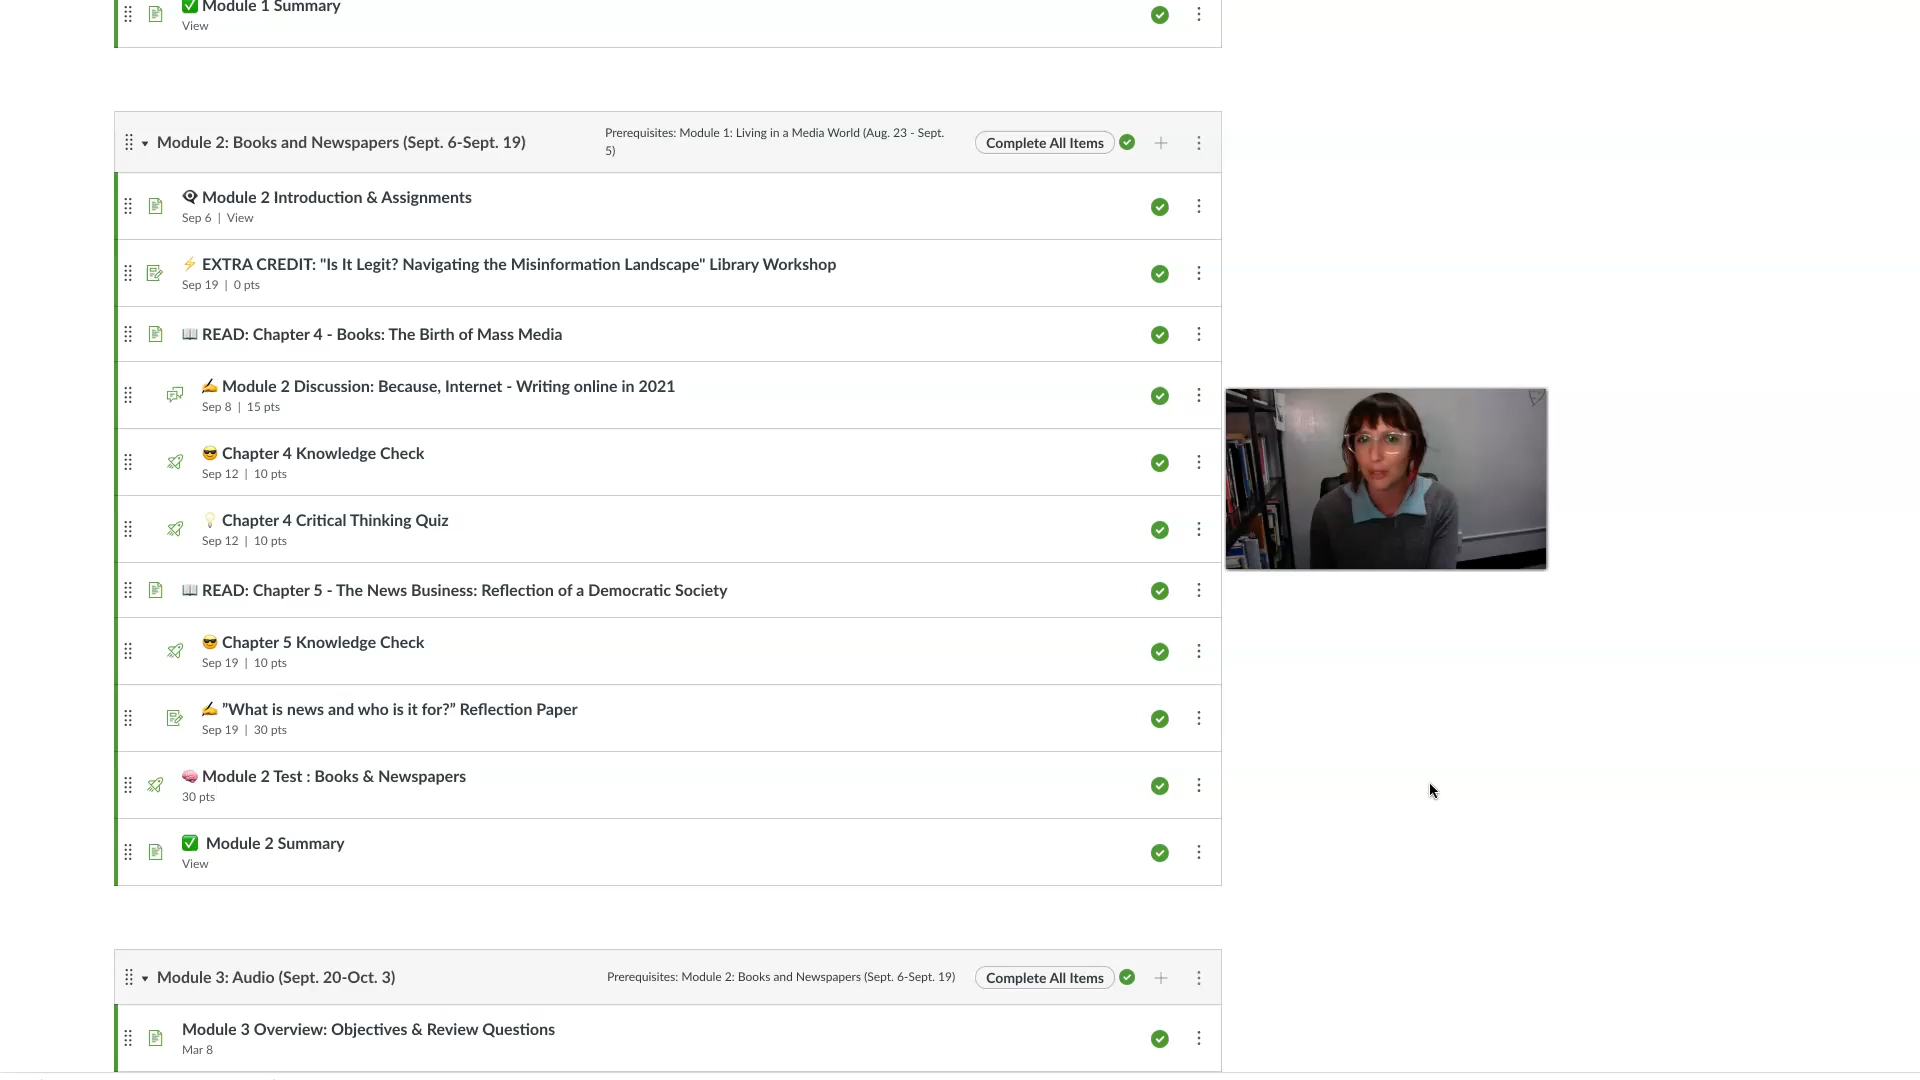 ✅ Module 1 Summary
View
Module 2: Books and Newspapers (Sept. 6-Sept. 19)
Prerequisites: Module 1: Living in a Media World (Aug. 23 - Sept.
5)
Complete All Items
👁‍🗨 Module 2 Introduction & Assignments
Sep 6 | View
⚡ EXTRA CREDIT: "Is It Legit? Navigating the Misinformation Landscape" Library Workshop
Sep 19 | 0 pts
📖 READ: Chapter 4 - Books: The Birth of Mass Media
✍ Module 2 Discussion: Because, Internet - Writing online in 2021
Sep 8 | 15 pts
😎 Chapter 4 Knowledge Check
Sep 12 | 10 pts
💡 Chapter 4 Critical Thinking Quiz
Sep 12 | 10 pts
📖 READ: Chapter 5 - The News Business: Reflection of a Democratic Society
😎 Chapter 5 Knowledge Check
Sep 19 | 10 pts
✍ ”What is news and who is it for?” Reflection Paper
Sep 19 | 30 pts
🧠 Module 2 Test : Books & Newspapers
30 pts
✅ Module 2 Summary
View
Module 3: Audio (Sept. 20-Oct. 3)
Prerequisites: Module 2: Books and Newspapers (Sept. 6-Sept. 19)
Complete All Items
Module 3 Overview: Objectives & Review Questions
Mar 8